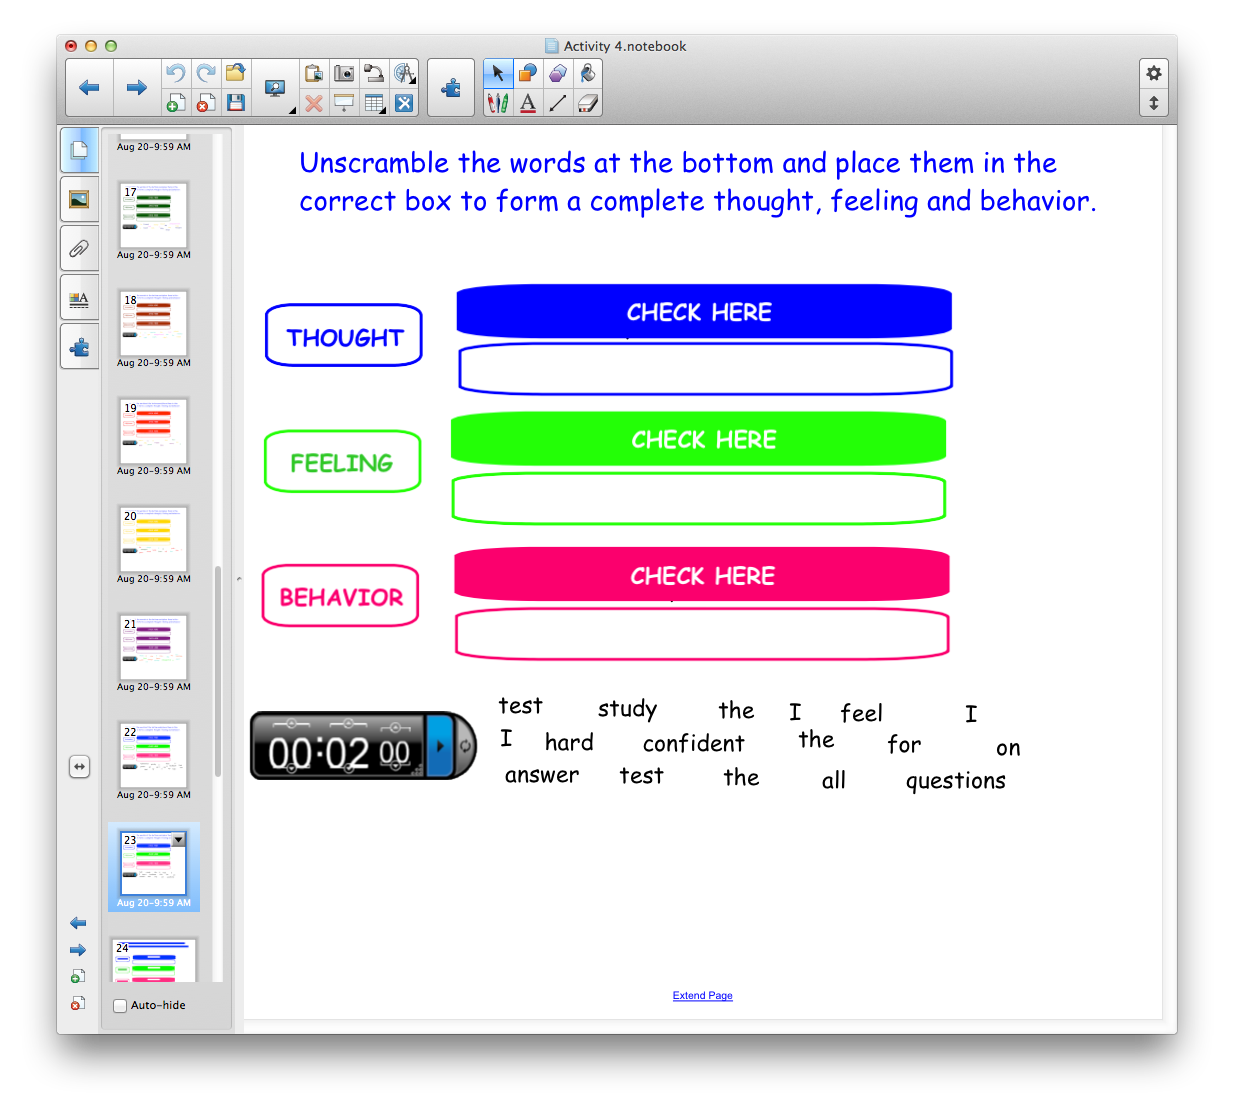 Activity 4.notebook
Aug 20-9:59 AM
17
Aug 20-9:59 AM
18
Aug 20-9:59 AM
19
Aug 20-9:59 AM
20
Aug 20-9:59 AM
21
Aug 20-9:59 AM
22
Aug 20-9:59 AM
23
Aug 20-9:59 AM
24
Auto-hide
Unscramble the words at the bottom and place them in the
correct box to form a complete thought, feeling and behavior.
THOUGHT
CHECK HERE
FEELING
CHECK HERE
BEHAVIOR
CHECK HERE
00:02 00
test study the I feel I
I hard confident the for on
answer test the all questions
Extend Page